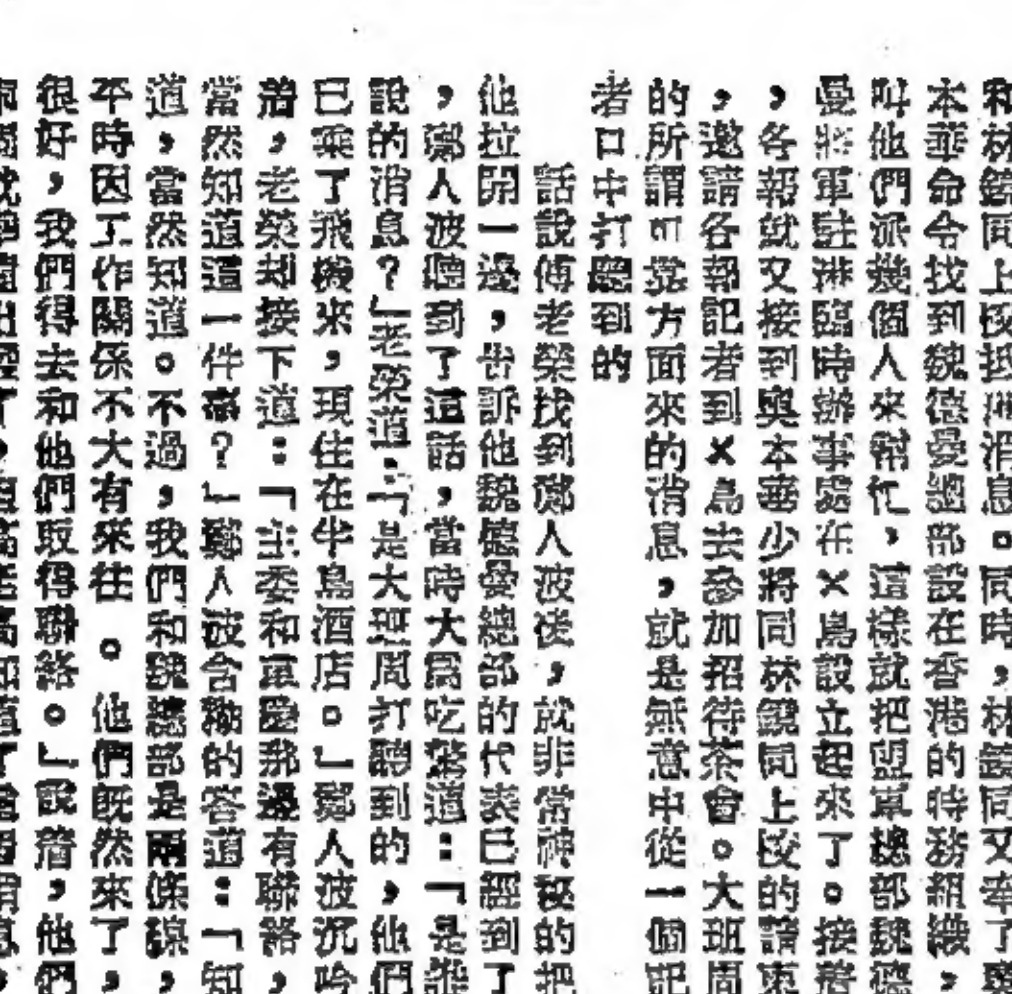 和林鏡同上校抵港消息。同時,林鏡同又奉了奧
本華命令找到魏德曼總部設在香港的特務組織,
叫他們派幾個人來幫忙,這樣就把盟軍總部魏德
曼將軍駐港臨時辦事處在×島設立起來了。接着
,各報就又接到奧本華少將同林鏡同上校的請柬
,邀請各報記者到×島去參加招待茶會。大班周
的所謂可靠方面來的消息,就是無意中從一個記
者口中打聽到的
話說傅老榮找到鄭人波後,就非常神秘的把
他拉開一邊,告訴他魏德曼總部的代表已經到了
,鄭人波聽到了這話,當時大為吃驚道:「是誰
說的消息?」老榮道:「是大班周打聽到的,他們
已乘了飛機來,現住在半島酒店。」鄭人波沉吟
着,老榮却接下道:「主委和軍慶那邊有聯絡,
當然知道這一件事?」鄭人波含糊的答道:「知
道,當然知道。不過,我們和魏總部是兩條線,
平時因工作關係不大有來往。他們既然來了,
很好,我們得去和他們取得聯絡。」說着,他們